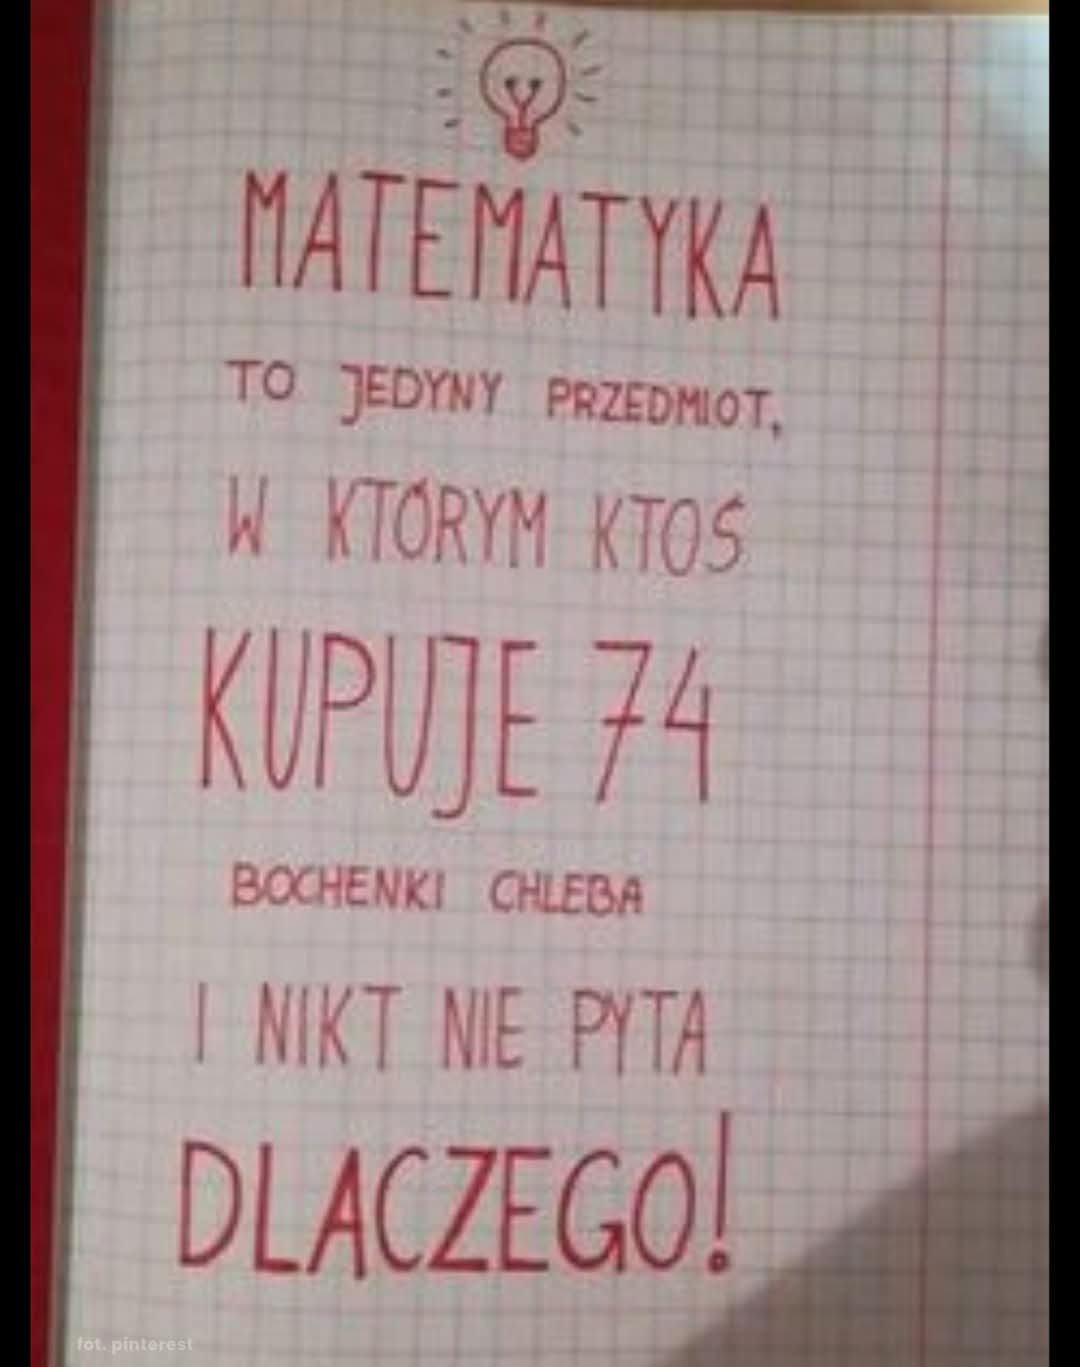 MATEMATYKA
TO JEDYNY PRZEDMIOT,
W KTÓRYM KTOŚ
KUPUJE 74
BOCHENKI CHLEBA
I NIKT NIE PYTA
DLACZEGO!
fot. pinterest